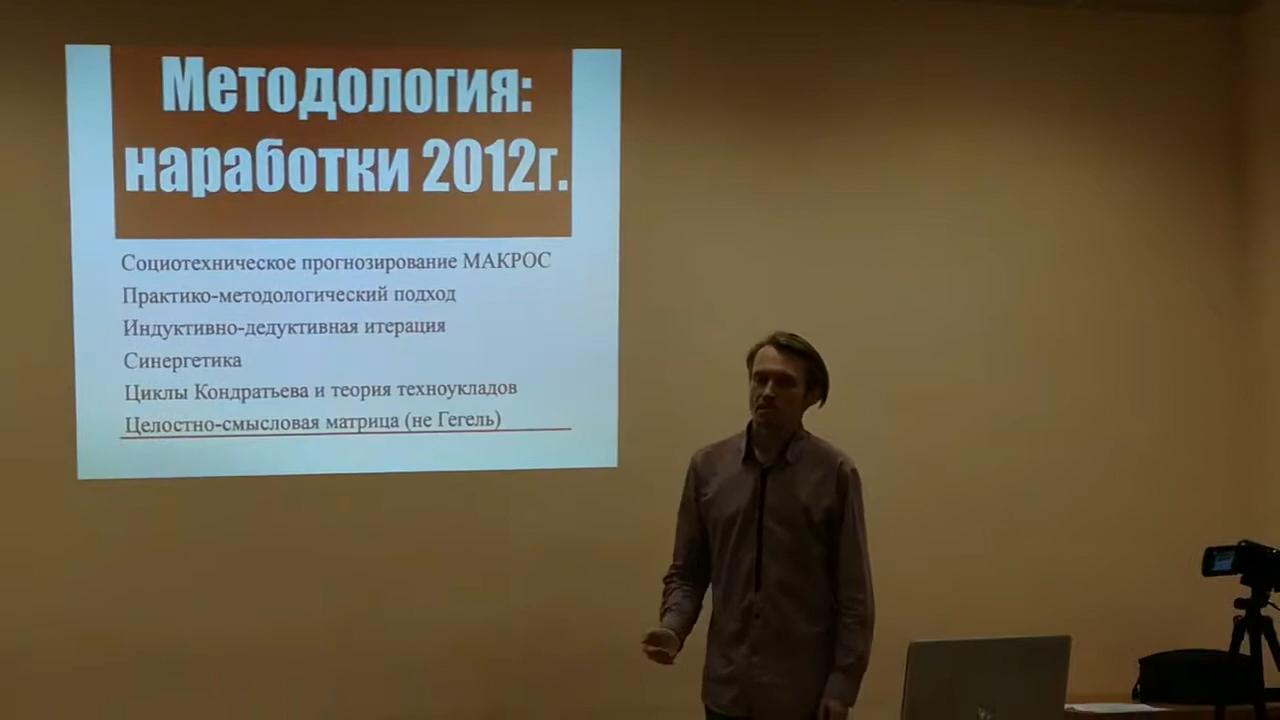 Методология:
наработки 2012г.
Социотехническое прогнозирование МАКРОС
Практико-методологический подход
Индуктивно-дедуктивная итерация
Синергетика
Циклы Кондратьева и теория техноукладов
Целостно-смысловая матрица (не Гегель)